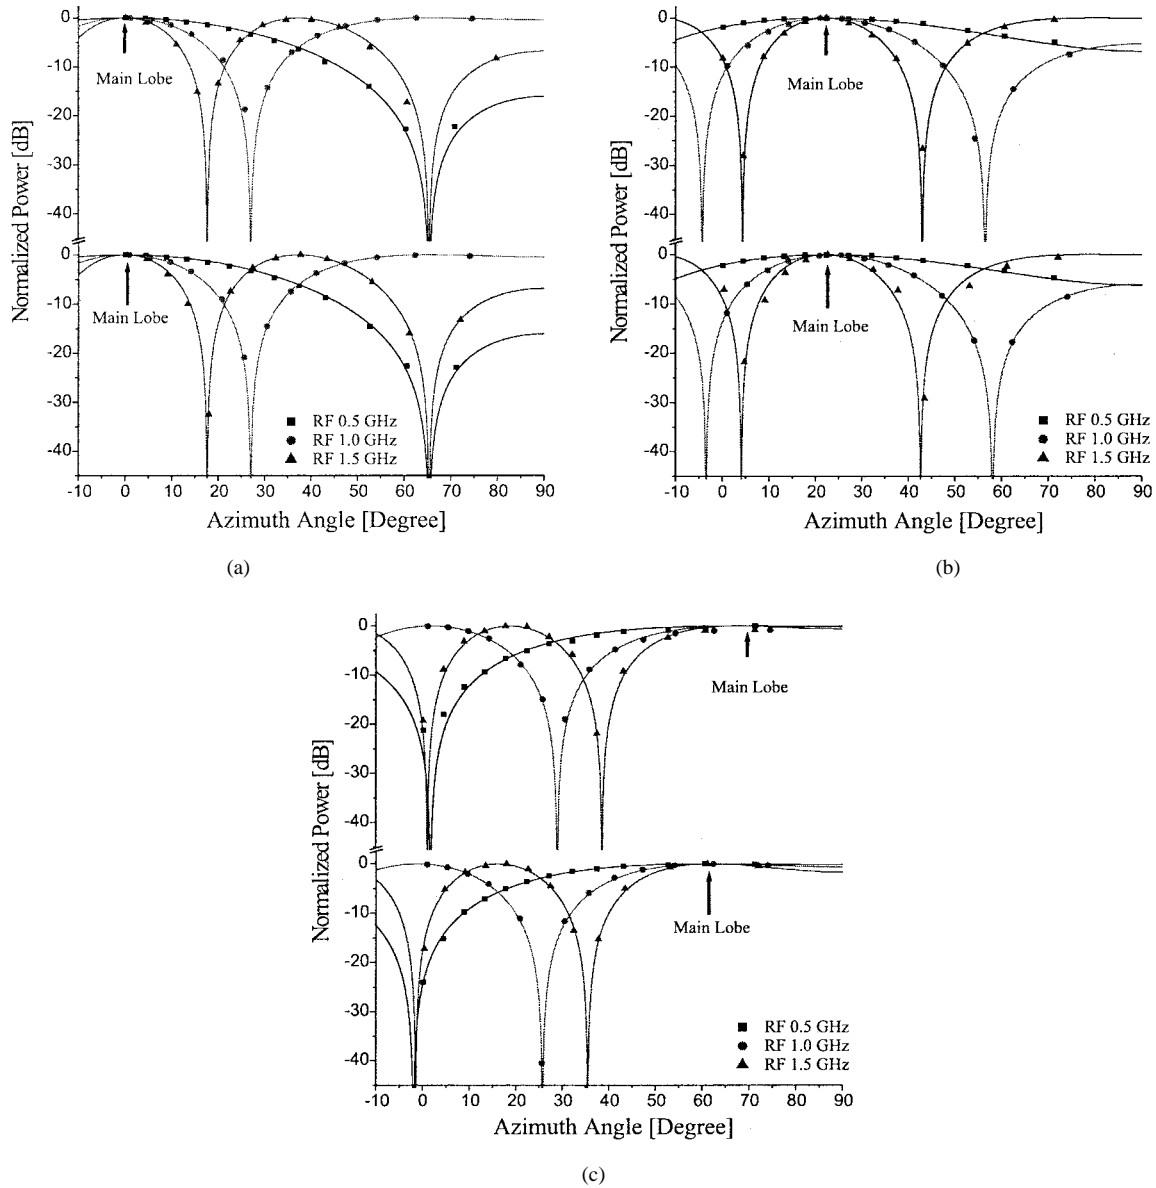 0
-10
-20
-30
-40
0
-10
-20
-30
-40
Normalized Power [dB]
Main Lobe
Main Lobe
RF 0.5 GHz
RF 1.0 GHz
RF 1.5 GHz
-10 0 10 20 30 40 50 60 70 80 90
Azimuth Angle [Degree]
(a)
0
-10
-20
-30
-40
0
-10
-20
-30
-40
Normalized Power [dB]
Main Lobe
Main Lobe
RF 0.5 GHz
RF 1.0 GHz
RF 1.5 GHz
-10 0 10 20 30 40 50 60 70 80 90
Azimuth Angle [Degree]
(b)
0
-10
-20
-30
-40
0
-10
-20
-30
-40
Normalized Power [dB]
Main Lobe
Main Lobe
RF 0.5 GHz
RF 1.0 GHz
RF 1.5 GHz
-10 0 10 20 30 40 50 60 70 80 90
Azimuth Angle [Degree]
(c)